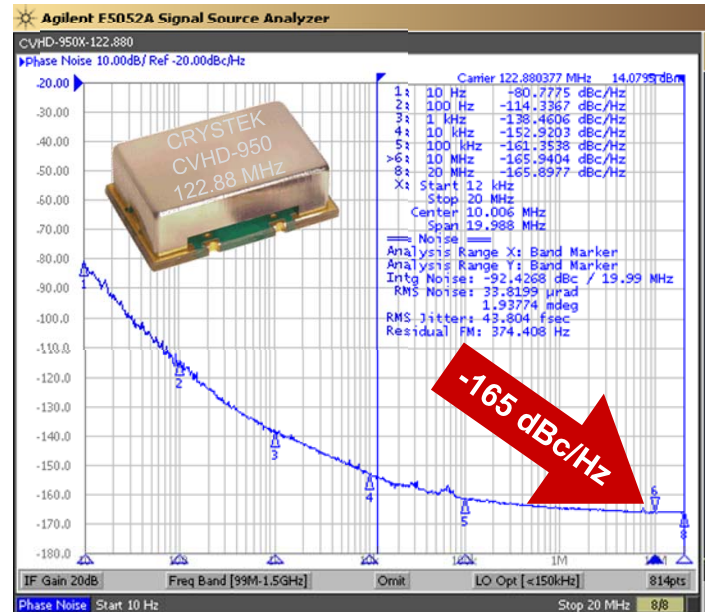 Agilent E5052A Signal Source Analyzer
CVHD-950X-122.880
Phase Noise 10.00dB/ Ref -20.00dBc/Hz
Carrier 122.880377 MHz 14.0795 dBm
-20.00
-30.00
-40.00
-50.00
-60.00
-70.00
-80.00
-90.00
-100.0
-110.0
-120.0
-130.0
-140.0
-150.0
-160.0
-170.0
-180.0
1: 10 Hz -80.7775 dBc/Hz
2: 100 Hz -114.3367 dBc/Hz
3: 1 kHz -138.4606 dBc/Hz
4: 10 kHz -152.9203 dBc/Hz
5: 100 kHz -161.3538 dBc/Hz
>6: 10 MHz -165.9404 dBc/Hz
8: 20 MHz -165.8977 dBc/Hz
X: Start 12 kHz
Stop 20 MHz
Center 10.006 MHz
Span 19.988 MHz
=== Noise ===
Analysis Range X: Band Marker
Analysis Range Y: Band Marker
Intg Noise: -92.4268 dBc / 19.99 MHz
RMS Noise: 33.8199 µrad
1.93774 mdeg
RMS Jitter: 43.804 fsec
Residual FM: 374.408 Hz
CRYSTEK
CVHD-950
122.88 MHz
-165 dBc/Hz
1
2
3
4
5
6
8
1M
IF Gain 20dB Freq Band [99M-1.5GHz] Omit LO Opt [<150kHz] 814pts
Phase Noise Start 10 Hz Stop 20 MHz 8/8